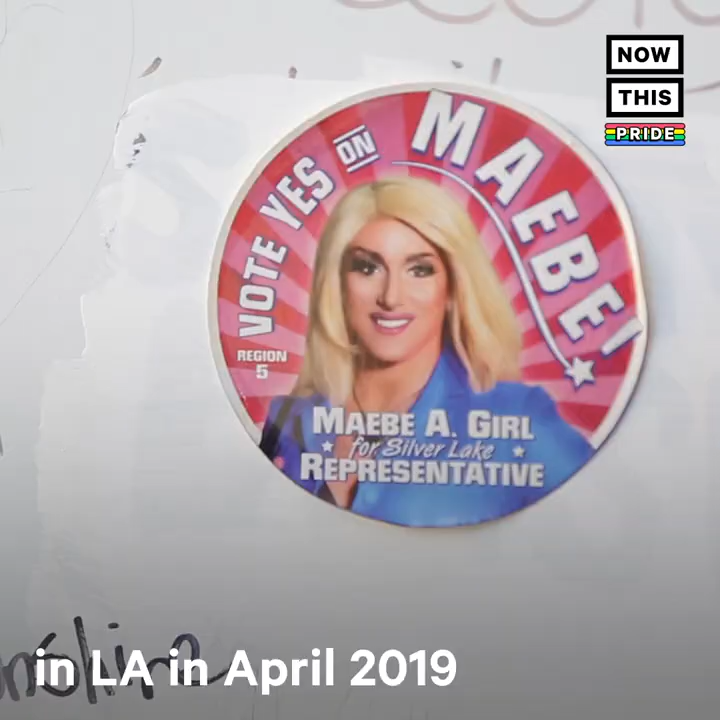 NOW
THIS
PRIDE
VOTE YES ON MAEBE!
REGION
5
MAEBE A. GIRL
for Silver Lake
REPRESENTATIVE
in LA in April 2019